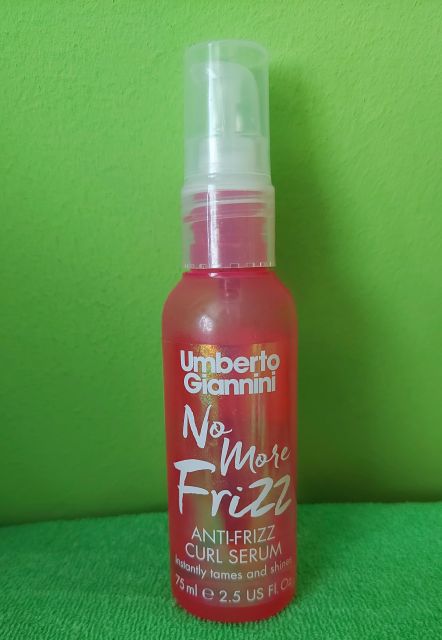 Umberto
Giannini
No
More
Frizz
ANTI-FRIZZ
CURL SERUM
Instantly tames and shines
75 ml ℮ 2.5 US Fl. Oz